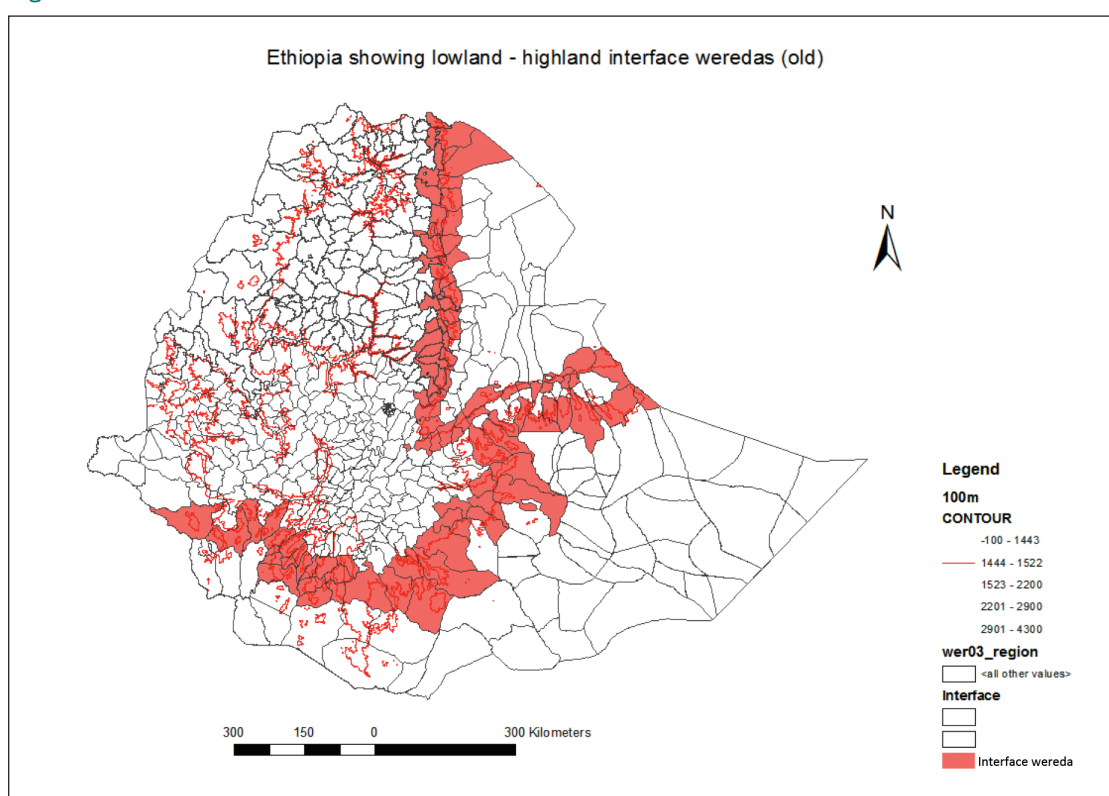 Ethiopia showing lowland - highland interface weredas (old)
N
300 150 0 300 Kilometers
Legend
100m
CONTOUR
-100 - 1443
1444 - 1522
1523 - 2200
2201 - 2900
2901 - 4300
wer03_region
<all other values>
Interface
Interface wereda